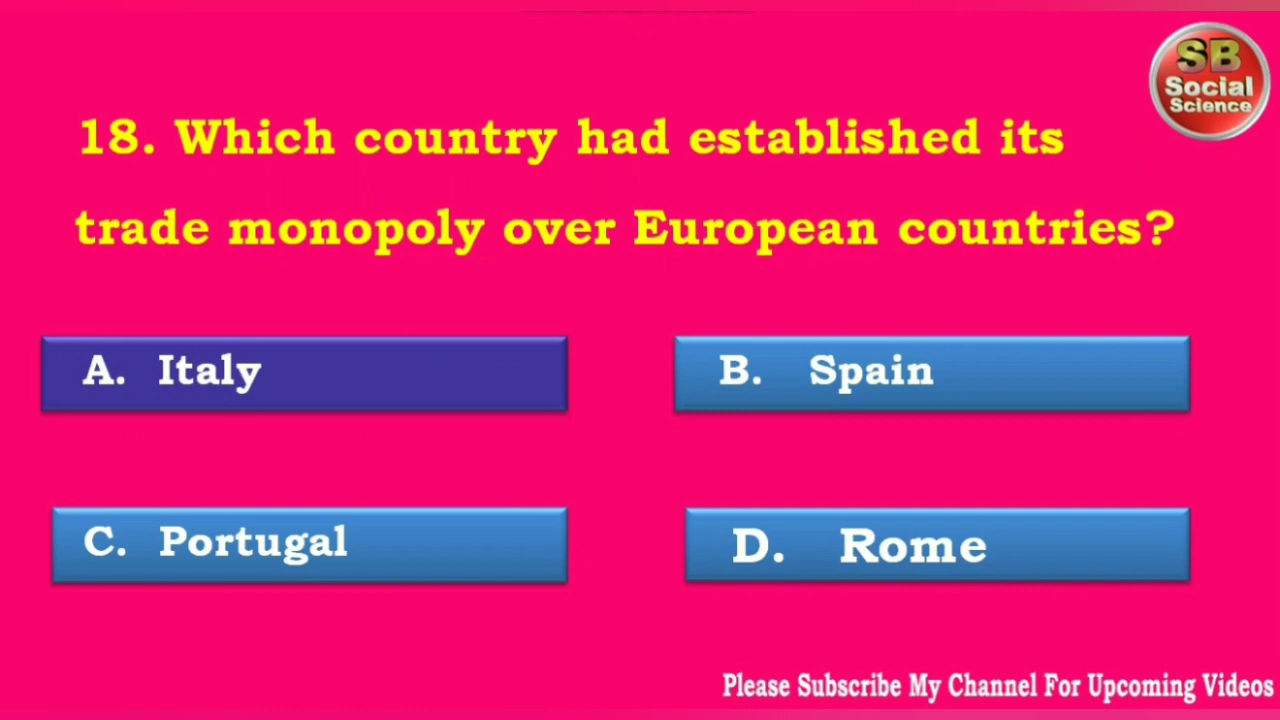 SB
Social
Science
18. Which country had established its
trade monopoly over European countries?
A. Italy
B. Spain
C. Portugal
D. Rome
Please Subscribe My Channel For Upcoming Videos